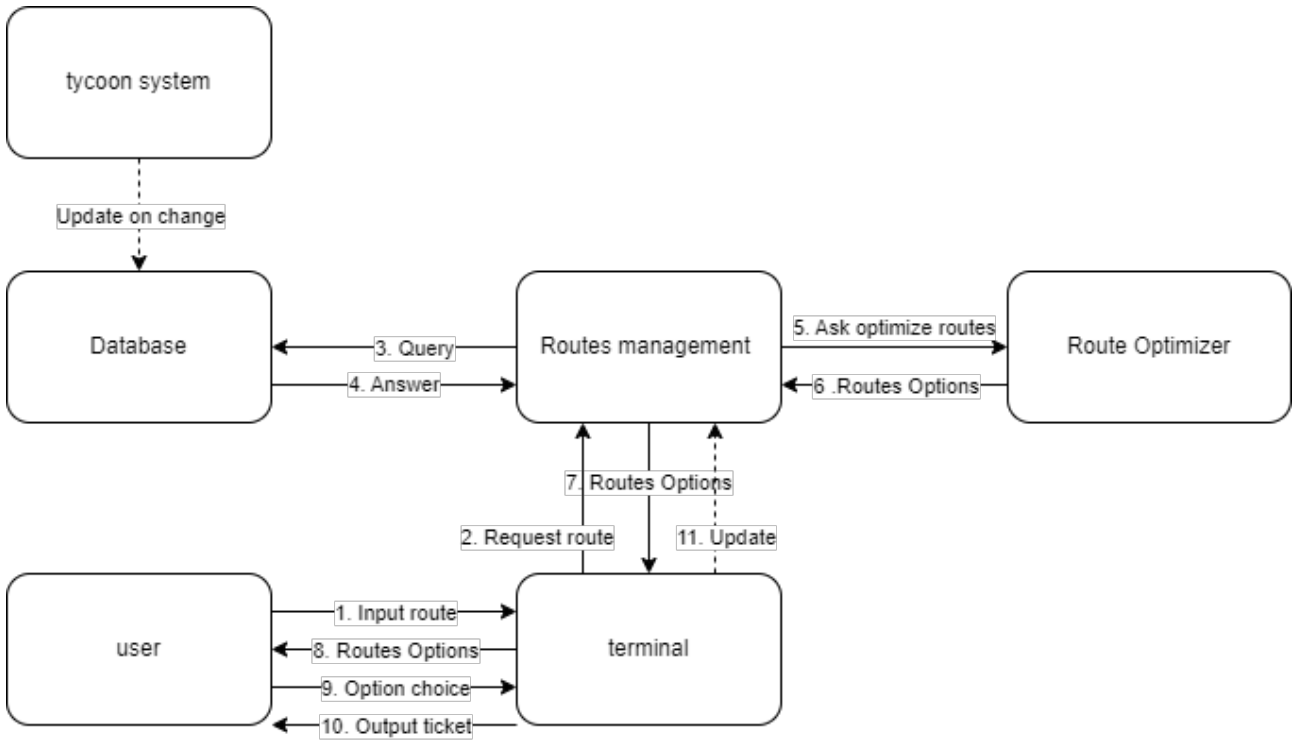 tycoon system
Update on change
Database
3. Query
4. Answer
Routes management
5. Ask optimize routes
6 .Routes Options
Route Optimizer
7. Routes Options
2. Request route
11. Update
user
1. Input route
8. Routes Options
9. Option choice
10. Output ticket
terminal